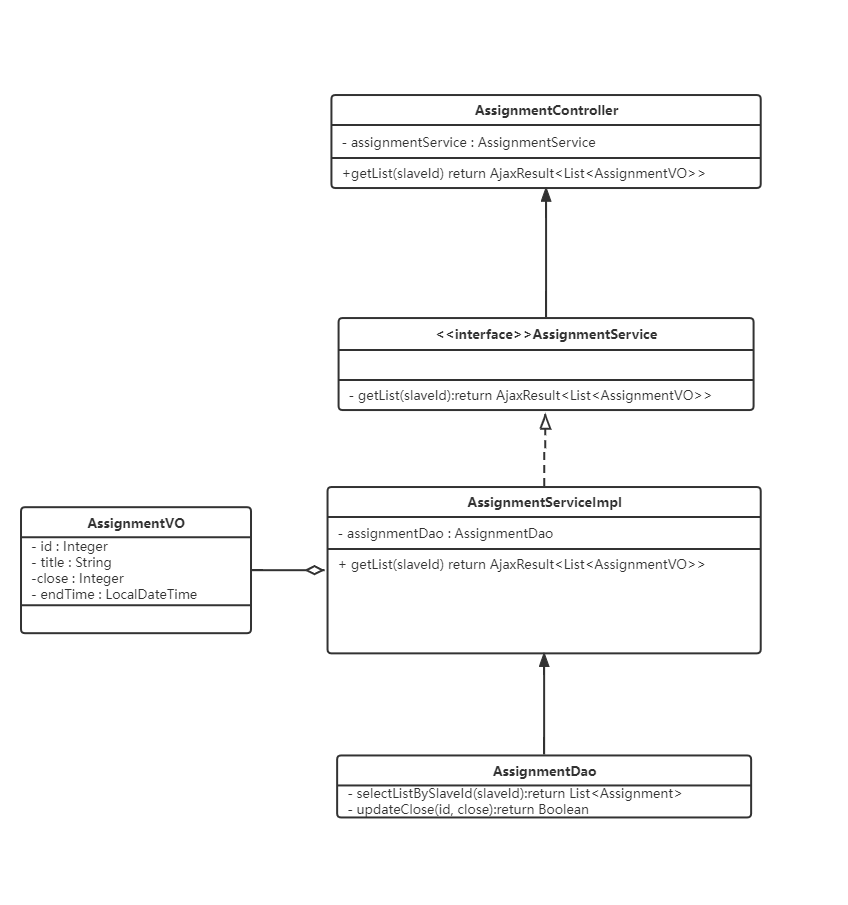 AssignmentController
- assignmentService : AssignmentService
+getList(slaveId) return AjaxResult<List<AssignmentVO>>
<<interface>>AssignmentService
- getList(slaveId):return AjaxResult<List<AssignmentVO>>
AssignmentServiceImpl
- assignmentDao : AssignmentDao
+ getList(slaveId) return AjaxResult<List<AssignmentVO>>
AssignmentVO
- id : Integer
- title : String
-close : Integer
- endTime : LocalDateTime
AssignmentDao
- selectListBySlaveId(slaveId):return List<Assignment>
- updateClose(id, close):return Boolean